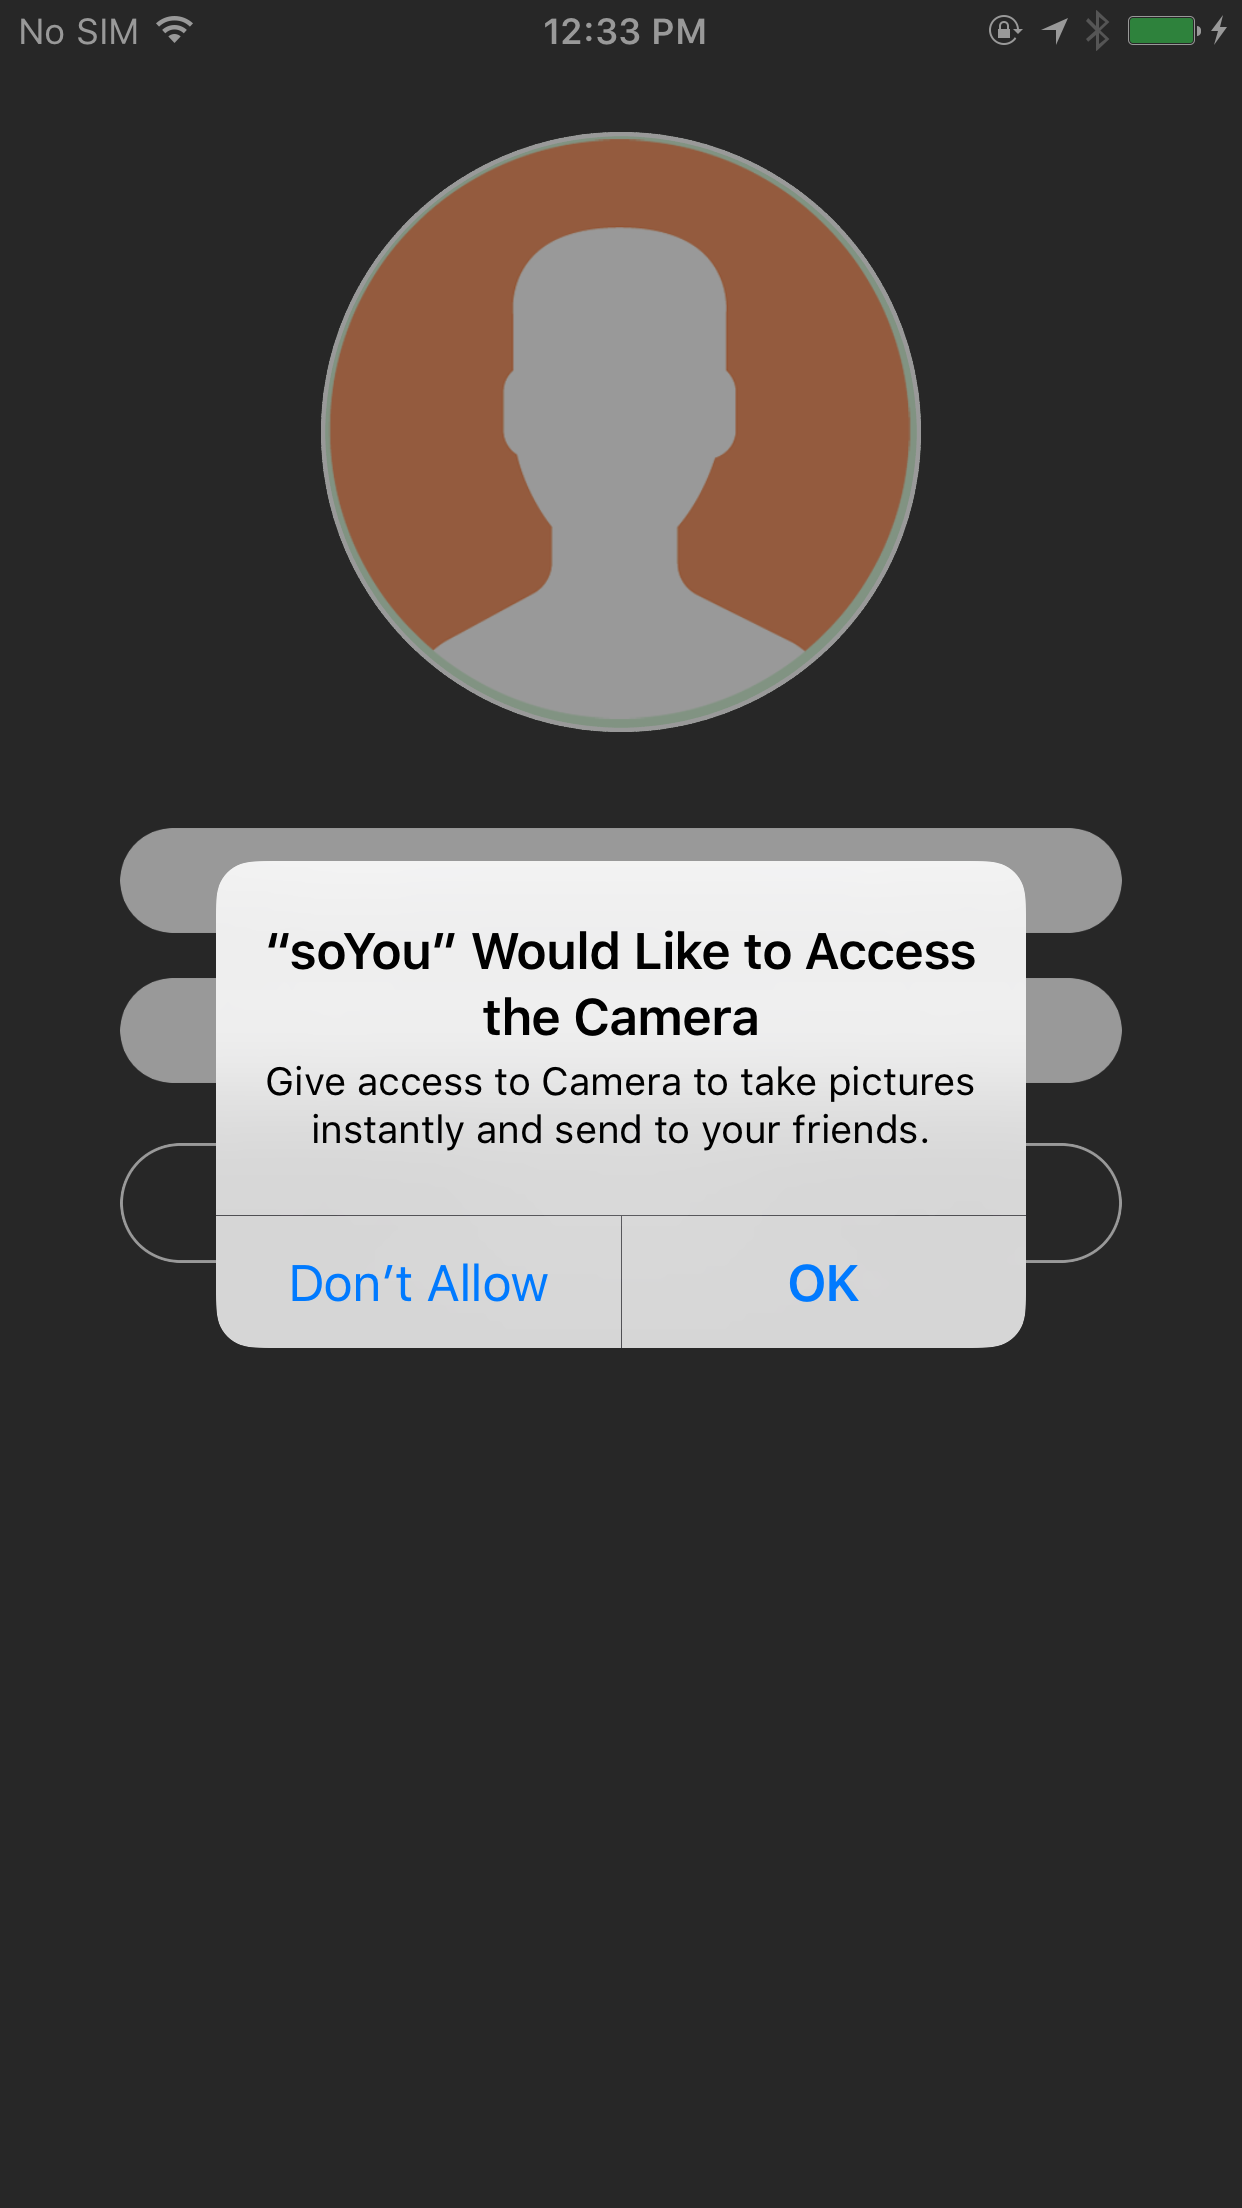 No SIM 12:33 PM
“soYou” Would Like to Access
the Camera
Give access to Camera to take pictures
instantly and send to your friends.
Don’t Allow OK